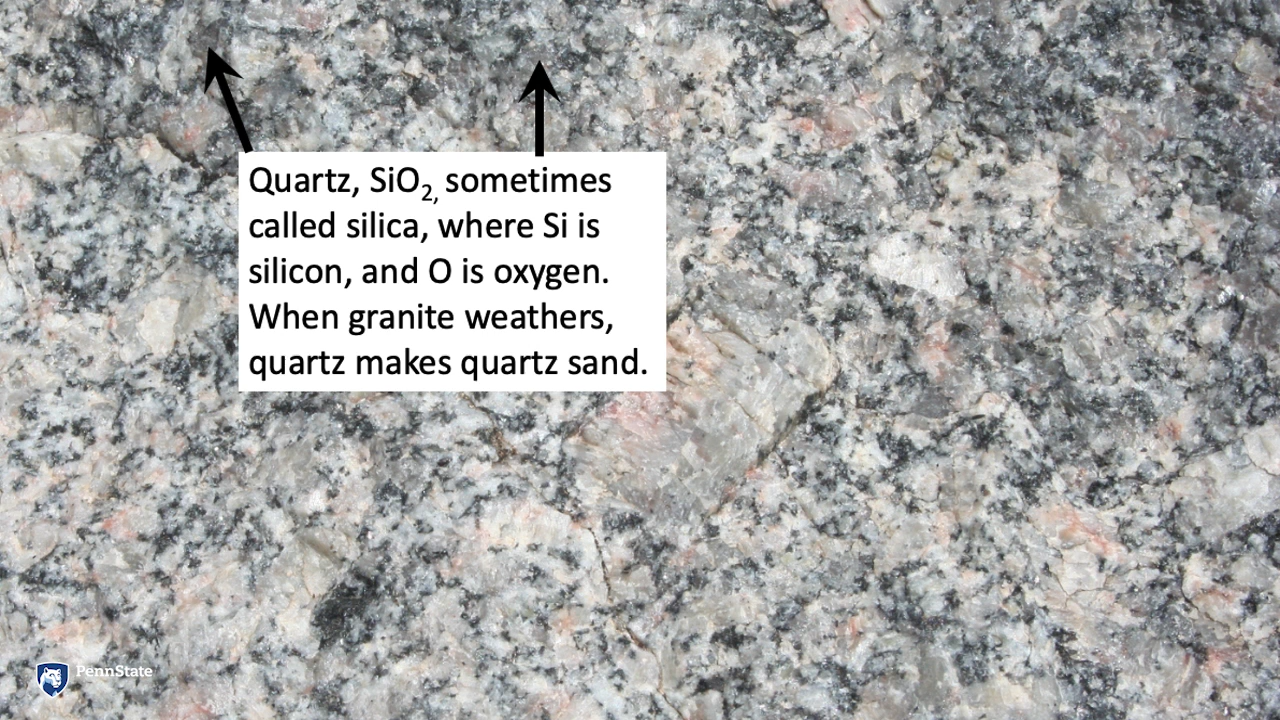 Quartz, SiO₂, sometimes
called silica, where Si is
silicon, and O is oxygen.
When granite weathers,
quartz makes quartz sand.
PennState